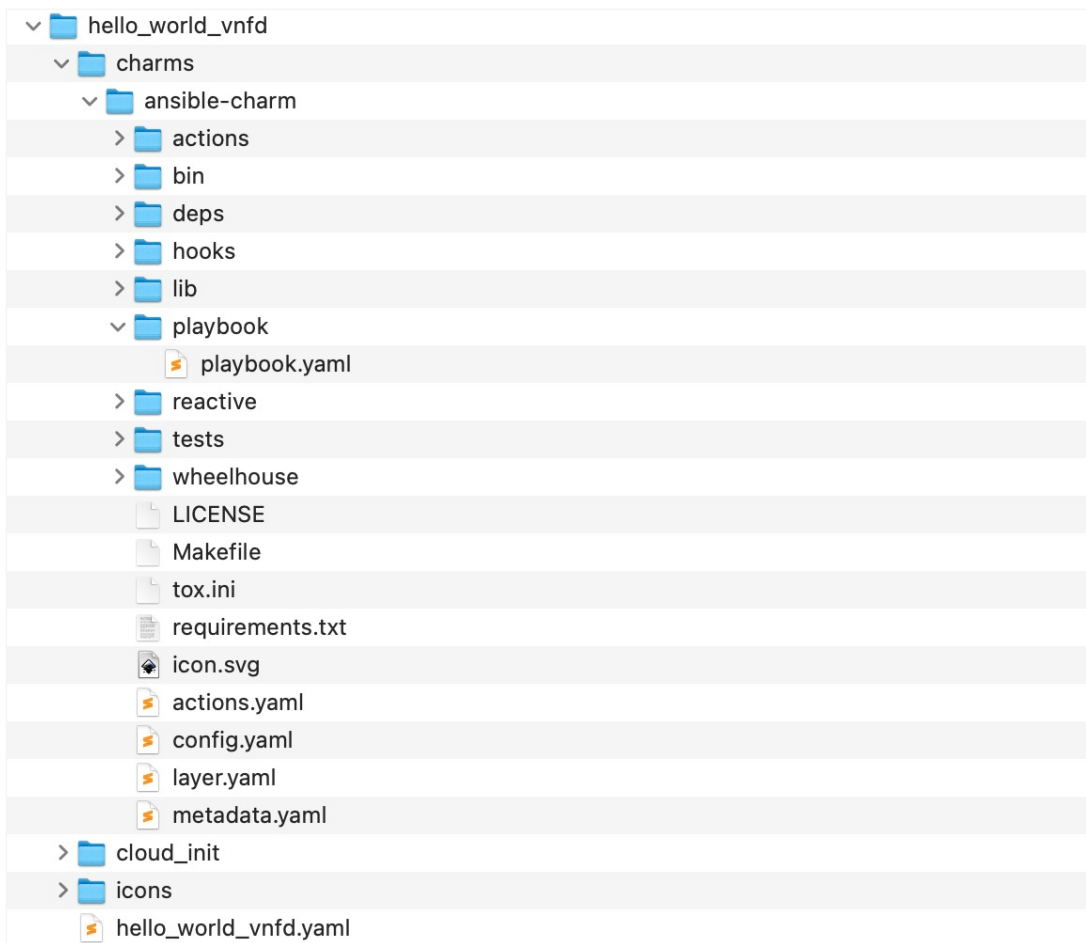 hello_world_vnfd
charms
ansible-charm
actions
bin
deps
hooks
lib
playbook
playbook.yaml
reactive
tests
wheelhouse
LICENSE
Makefile
tox.ini
requirements.txt
icon.svg
actions.yaml
config.yaml
layer.yaml
metadata.yaml
cloud_init
icons
hello_world_vnfd.yaml